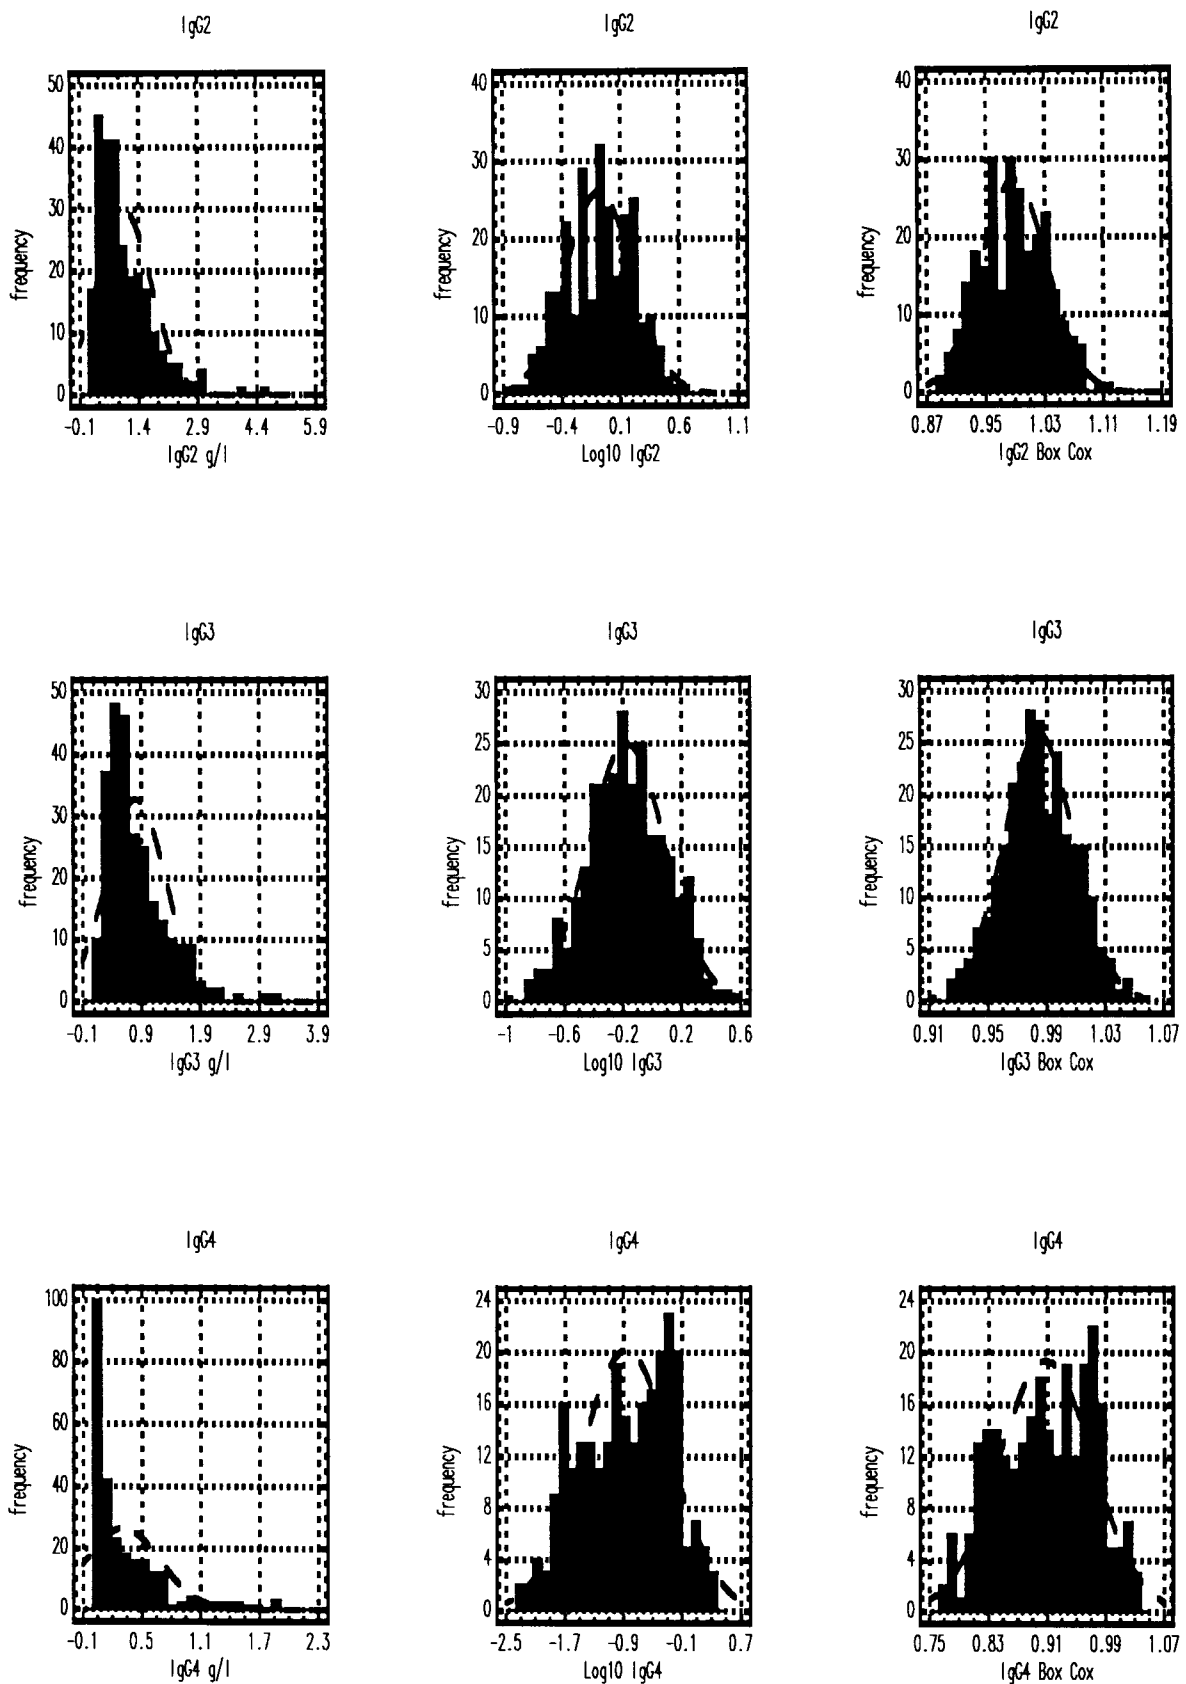 IgG2
IgG2
IgG2
50
40
30
20
10
0
frequency
-0.1 1.4 2.9 4.4 5.9
IgG2 g/l
40
30
20
10
0
frequency
-0.9 -0.4 0.1 0.6 1.1
Log10 IgG2
40
30
20
10
0
frequency
0.87 0.95 1.03 1.11 1.19
IgG2 Box Cox
IgG3
IgG3
IgG3
50
40
30
20
10
0
frequency
-0.1 0.9 1.9 2.9 3.9
IgG3 g/l
30
25
20
15
10
5
0
frequency
-1 -0.6 -0.2 0.2 0.6
Log10 IgG3
30
25
20
15
10
5
0
frequency
0.91 0.95 0.99 1.03 1.07
IgG3 Box Cox
IgG4
IgG4
IgG4
100
80
60
40
20
0
frequency
-0.1 0.5 1.1 1.7 2.3
IgG4 g/l
24
20
16
12
8
4
0
frequency
-2.5 -1.7 -0.9 -0.1 0.7
Log10 IgG4
24
20
16
12
8
4
0
frequency
0.75 0.83 0.91 0.99 1.07
IgG4 Box Cox